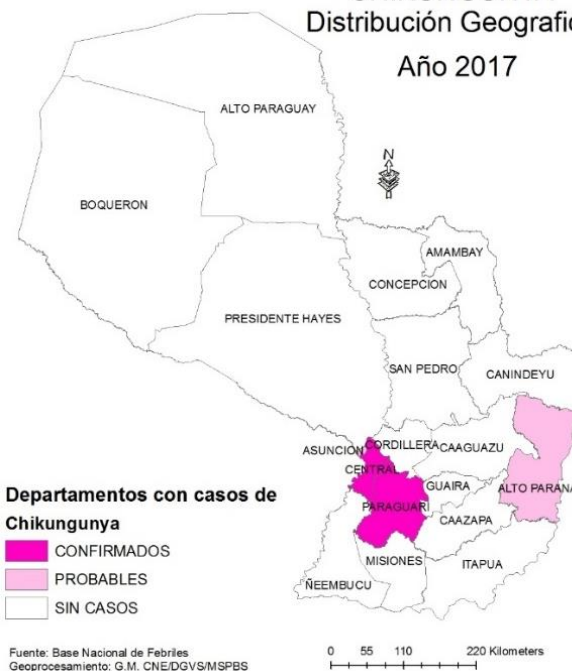 Distribución Geografic
Año 2017
N
ALTO PARAGUAY
BOQUERON
AMAMBAY
CONCEPCION
PRESIDENTE HAYES
SAN PEDRO
CANINDEYU
ASUNCION
CORDILLERA
CAAGUAZU
CENTRAL
GUAIRA
ALTO PARANA
PARAGUARI
CAAZAPA
MISIONES
ITAPUA
ÑEEMBUCU
Departamentos con casos de
Chikungunya
CONFIRMADOS
PROBABLES
SIN CASOS
Fuente: Base Nacional de Febriles
Geoprocesamiento: G.M. CNE/DGVS/MSPBS
0 55 110 220 Kilometers